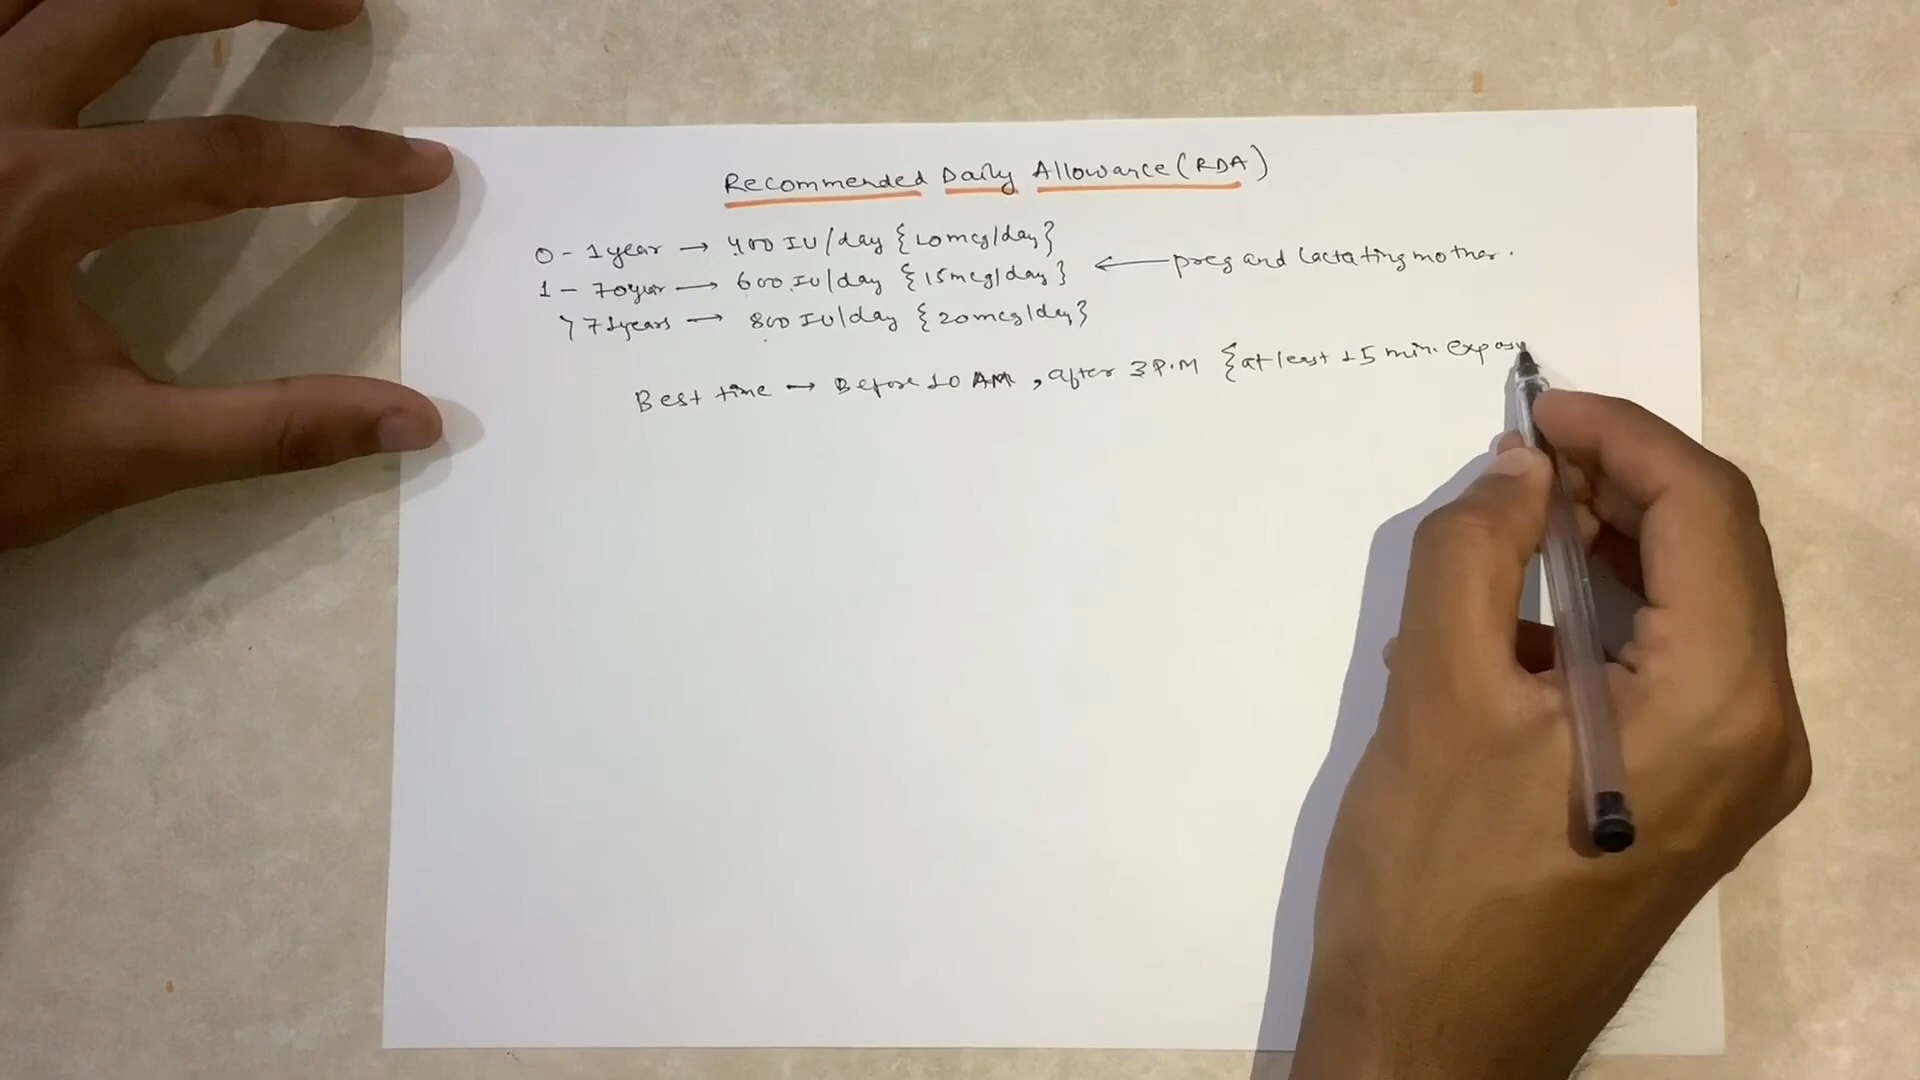 Recommended Daily Allowance (RDA)
0 - 1 year → 400 IU/day {10mcg/day}
1 - 70 year → 600 IU/day {15mcg/day} ← preg and lactating mother.
> 71years → 800 IU/day {20mcg/day}
Best time → Before 10 AM, after 3 P.M {at least 15 min. expos